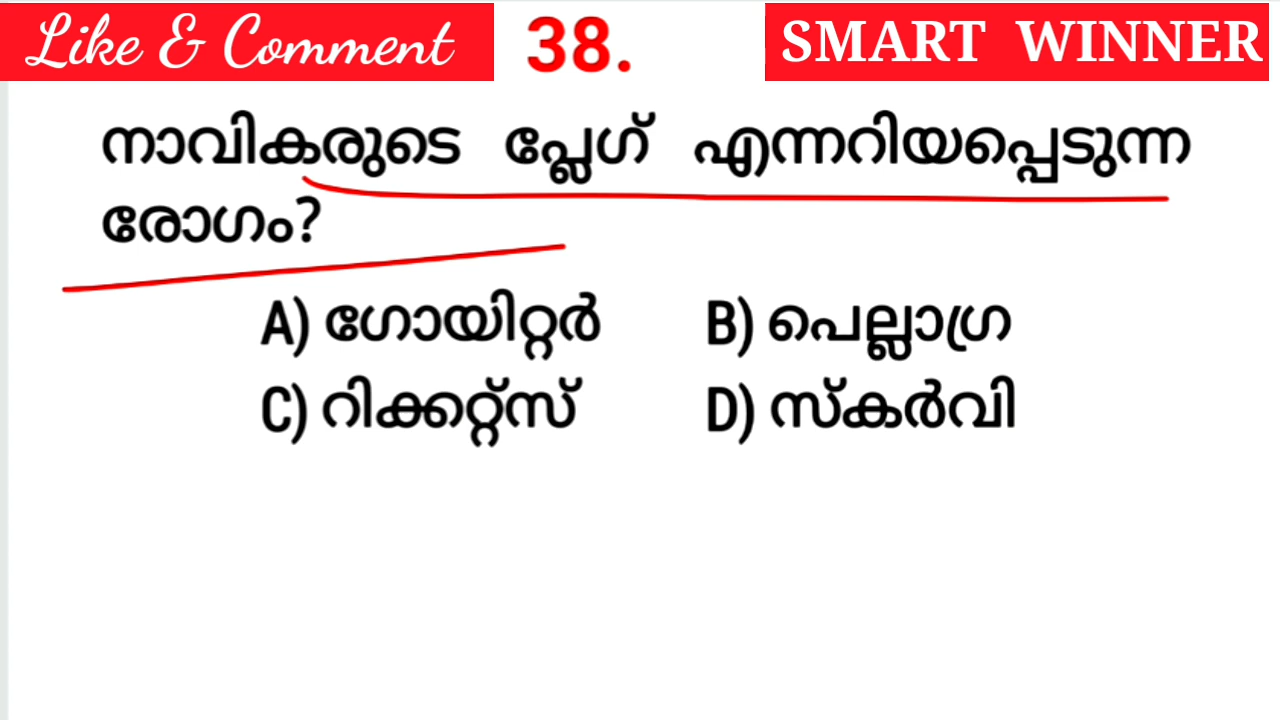 Like & Comment 38. SMART WINNER
നാവികരുടെ പ്ലേഗ് എന്നറിയപ്പെടുന്ന
രോഗം?
A) ഗോയിറ്റർ B) പെല്ലാഗ്ര
C) റിക്കറ്റ്സ് D) സ്കർവി